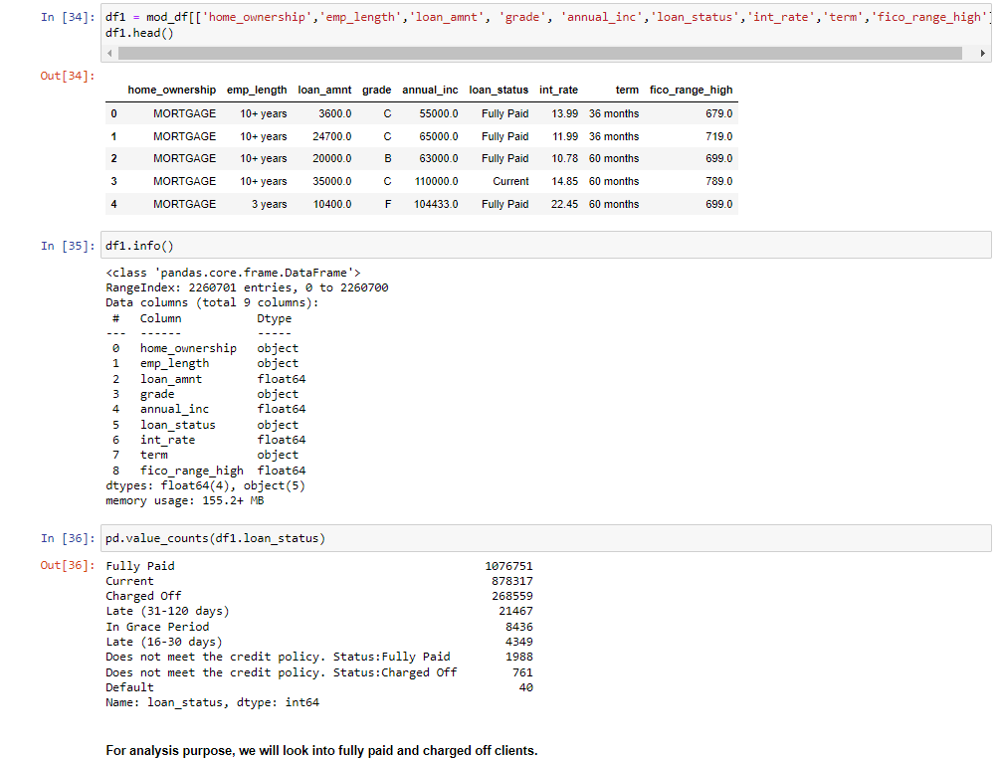 In [34]: df1 = mod_df[['home_ownership','emp_length','loan_amnt', 'grade', 'annual_inc','loan_status','int_rate','term','fico_range_high']
df1.head()
Out[34]:
home_ownership emp_length loan_amnt grade annual_inc loan_status int_rate term fico_range_high
0 MORTGAGE 10+ years 3600.0 C 55000.0 Fully Paid 13.99 36 months 679.0
1 MORTGAGE 10+ years 24700.0 C 65000.0 Fully Paid 11.99 36 months 719.0
2 MORTGAGE 10+ years 20000.0 B 63000.0 Fully Paid 10.78 60 months 699.0
3 MORTGAGE 10+ years 35000.0 C 110000.0 Current 14.85 60 months 789.0
4 MORTGAGE 3 years 10400.0 F 104433.0 Fully Paid 22.45 60 months 699.0
In [35]: df1.info()
<class 'pandas.core.frame.DataFrame'>
RangeIndex: 2260701 entries, 0 to 2260700
Data columns (total 9 columns):
# Column Dtype
--- ------ -----
0 home_ownership object
1 emp_length object
2 loan_amnt float64
3 grade object
4 annual_inc float64
5 loan_status object
6 int_rate float64
7 term object
8 fico_range_high float64
dtypes: float64(4), object(5)
memory usage: 155.2+ MB
In [36]: pd.value_counts(df1.loan_status)
Out[36]: Fully Paid 1076751
Current 878317
Charged Off 268559
Late (31-120 days) 21467
In Grace Period 8436
Late (16-30 days) 4349
Does not meet the credit policy. Status:Fully Paid 1988
Does not meet the credit policy. Status:Charged Off 761
Default 40
Name: loan_status, dtype: int64
For analysis purpose, we will look into fully paid and charged off clients.